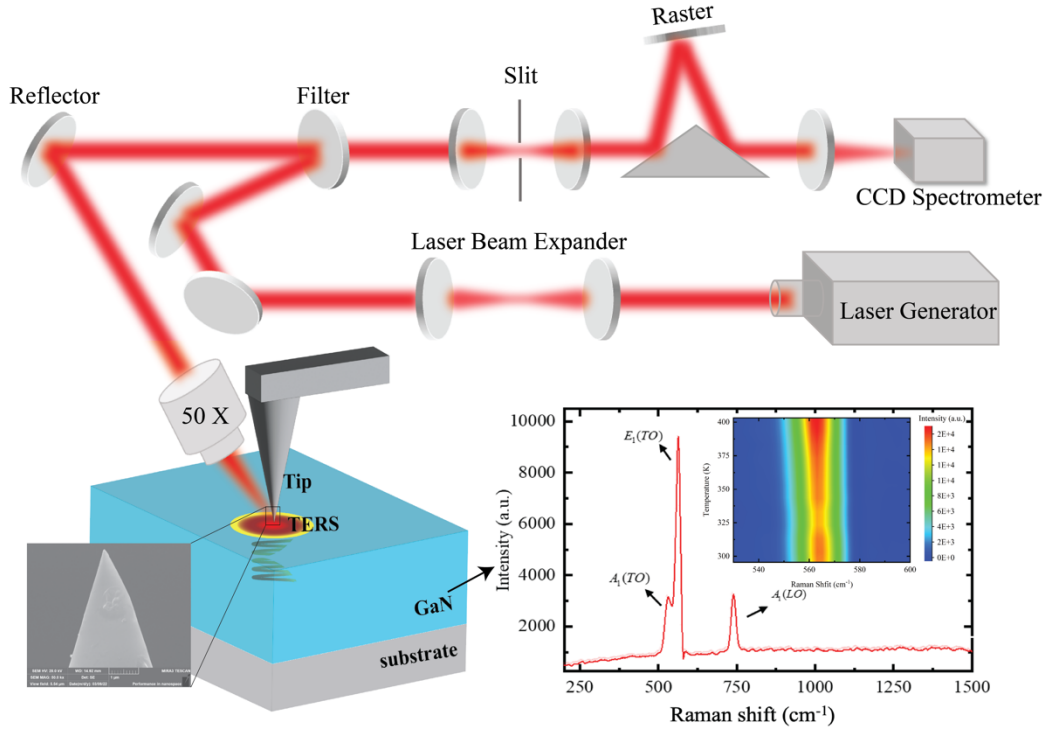 Raster
Slit
Reflector
Filter
CCD Spectrometer
Laser Beam Expander
Laser Generator
50 X
Tip
TERS
GaN
substrate
1 µm
Intensity (a.u.)
10000
8000
6000
4000
2000
E₁(TO)
A₁(TO)
A₁(LO)
250
500
750
1000
1250
1500
Raman shift (cm⁻¹)
Temperature (K)
400
375
350
325
300
540
560
580
600
Raman Shfit (cm⁻¹)
Intensity (a.u.)
2E+4
1E+4
1E+4
1E+4
8E+3
6E+3
4E+3
2E+3
0E+0